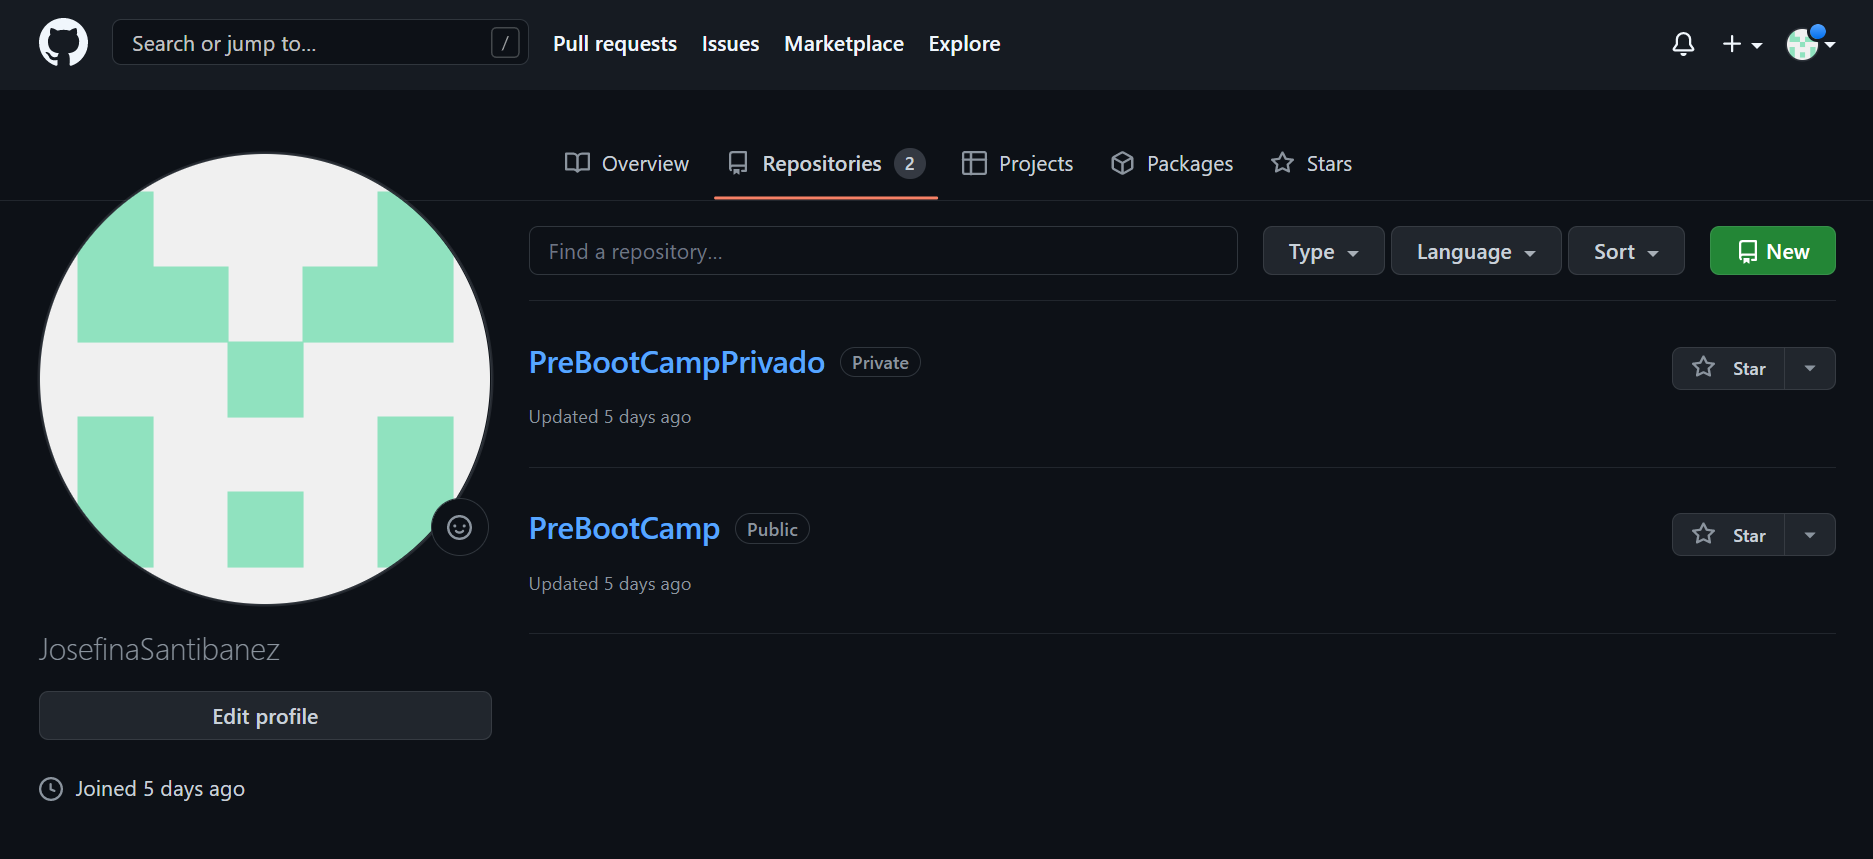 Search or jump to... /
Pull requests Issues Marketplace Explore
Overview Repositories 2 Projects Packages Stars
Find a repository... Type Language Sort New
PreBootCampPrivado Private
Star
Updated 5 days ago
PreBootCamp Public
Star
Updated 5 days ago
JosefinaSantibanez
Edit profile
Joined 5 days ago